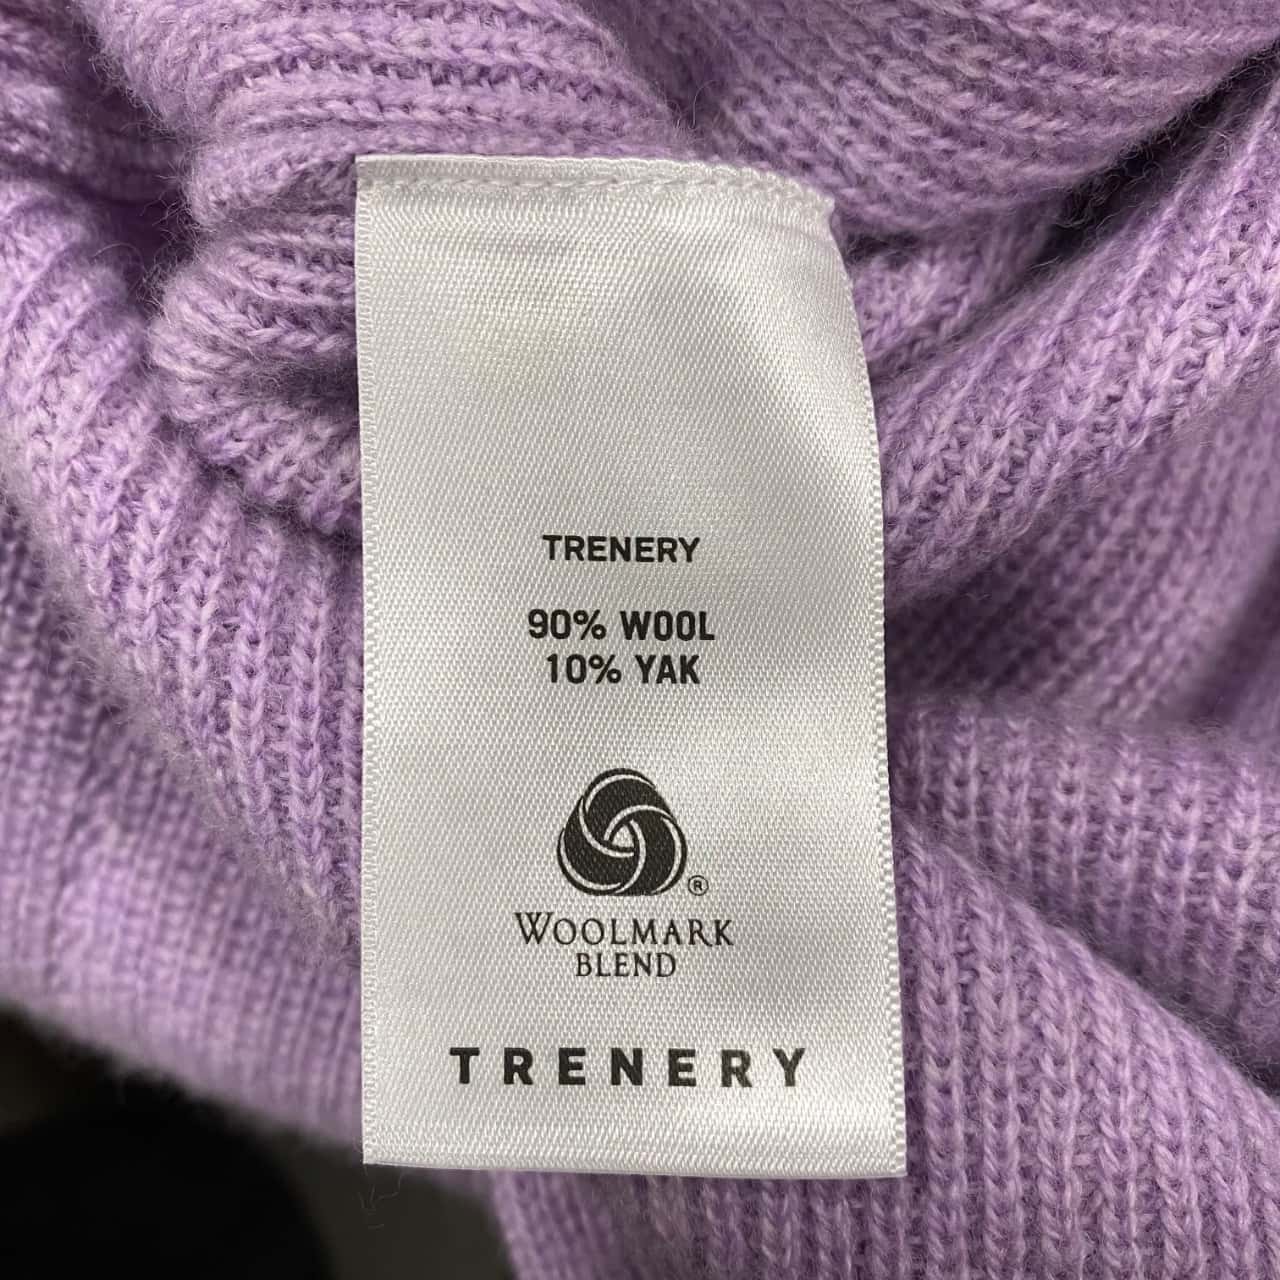 TRENERY
90% WOOL
10% YAK
®
WOOLMARK
BLEND
TRENERY